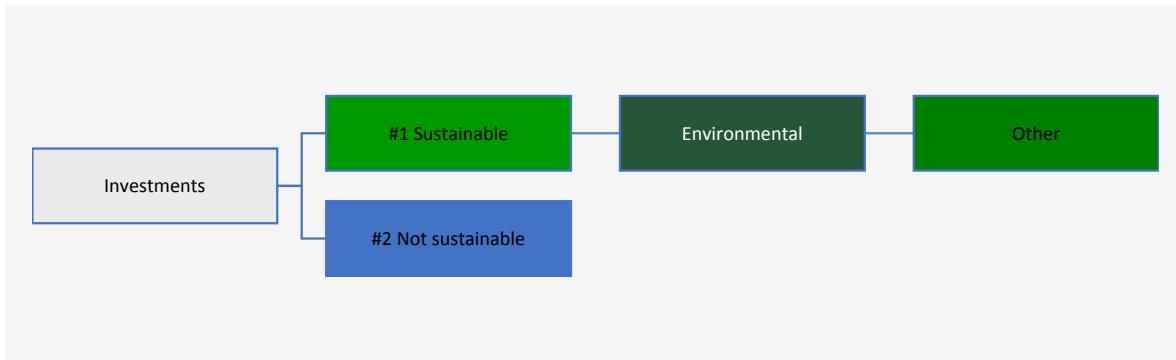 Investments
#1 Sustainable
Environmental
Other
#2 Not sustainable